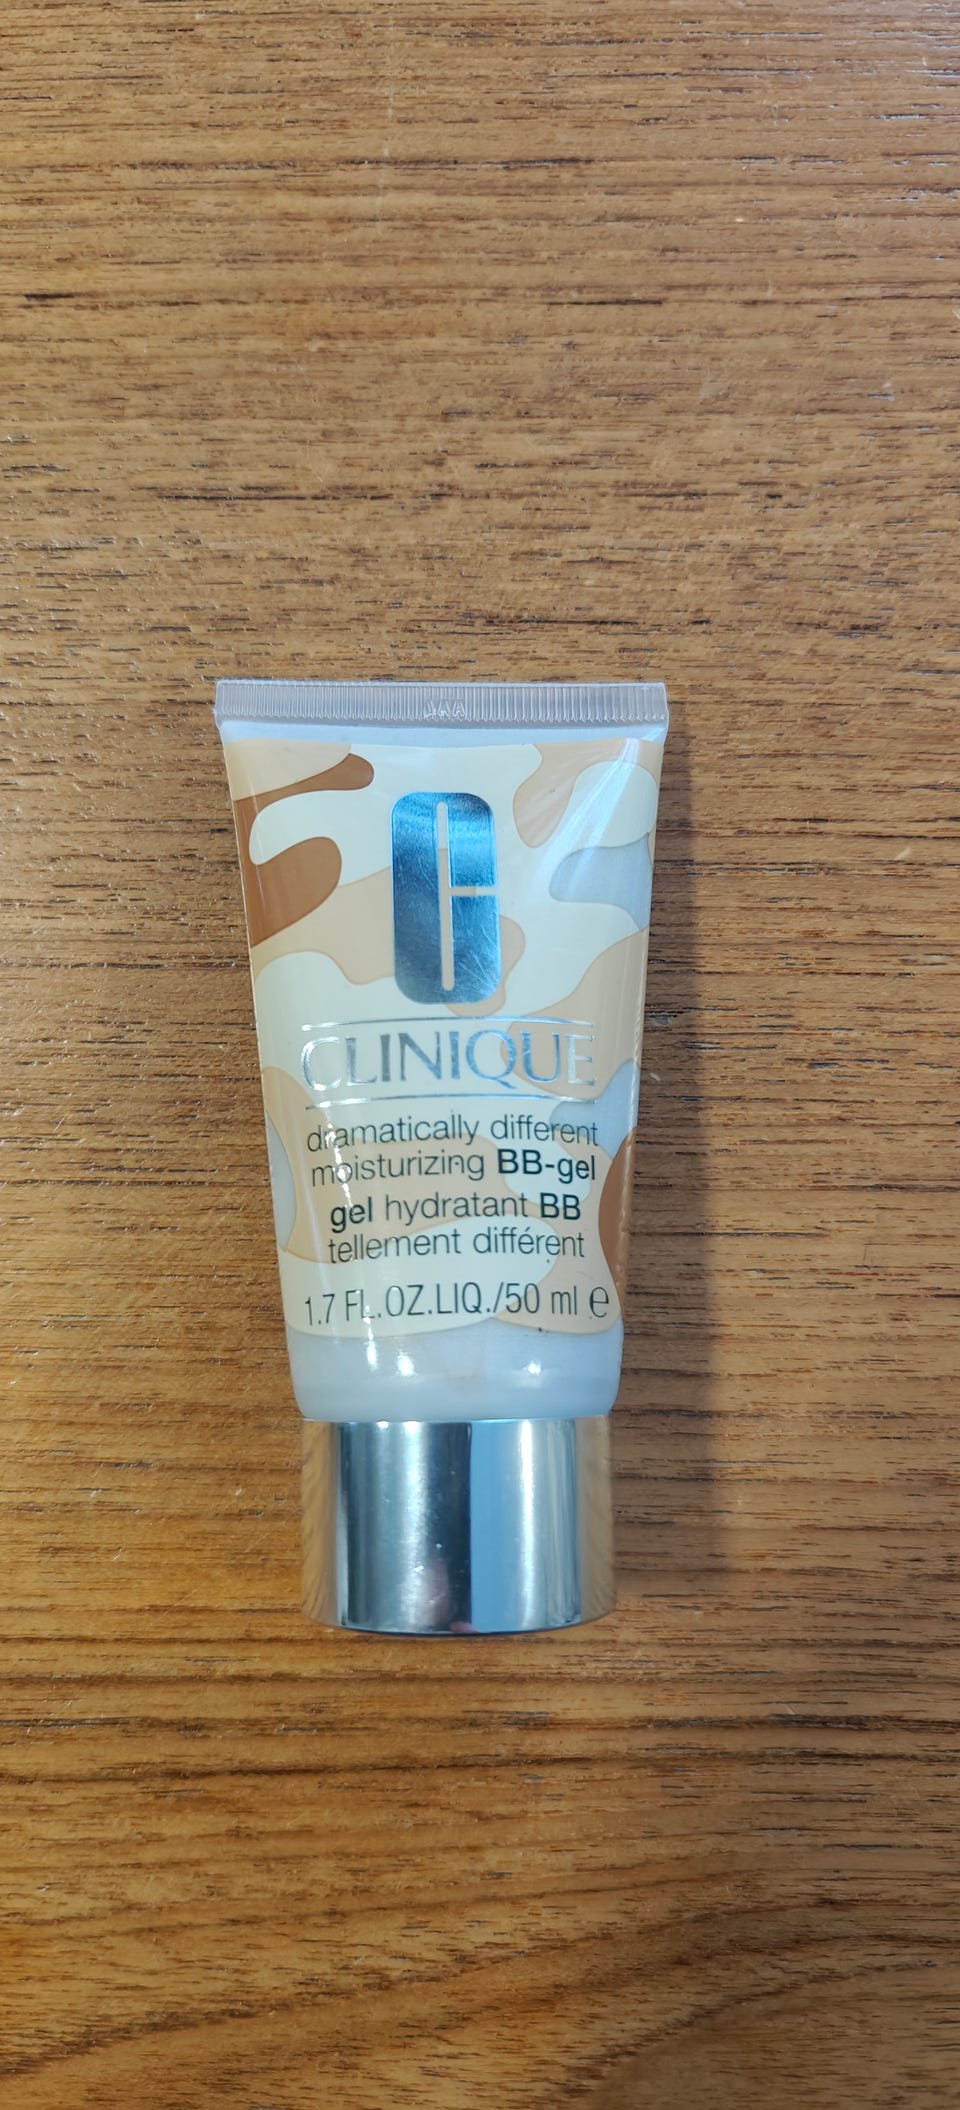 CLINIQUE
dramatically different
moisturizing BB-gel
gel hydratant BB
tellement différent
1.7 FL.OZ.LIQ./50 ml e